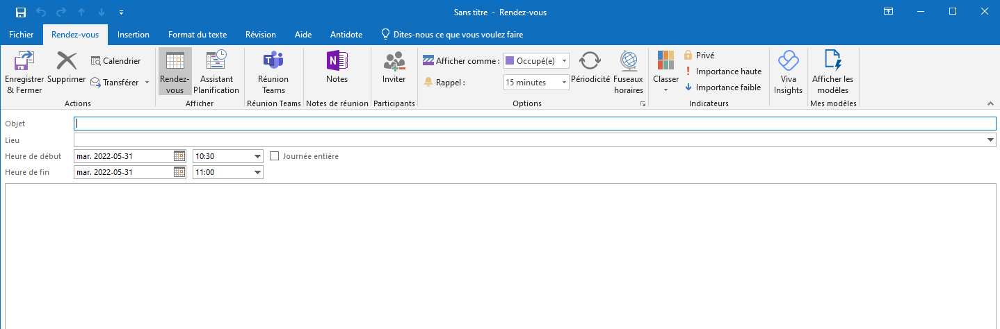 Sans titre - Rendez-vous
Fichier Rendez-vous Insertion Format du texte Révision Aide Antidote Dites-nous ce que vous voulez faire
Enregistrer & Fermer
Supprimer
Calendrier
Transférer
Actions
Rendez-vous
Assistant Planification
Afficher
Réunion Teams
Réunion Teams
Notes
Notes de réunion
Inviter
Participants
Afficher comme : Occupé(e)
Rappel : 15 minutes
Périodicité
Fuseaux horaires
Options
Classer
Privé
Importance haute
Importance faible
Indicateurs
Viva Insights
Afficher les modèles
Mes modèles
Objet
Lieu
Heure de début mar. 2022-05-31 10:30 Journée entière
Heure de fin mar. 2022-05-31 11:00